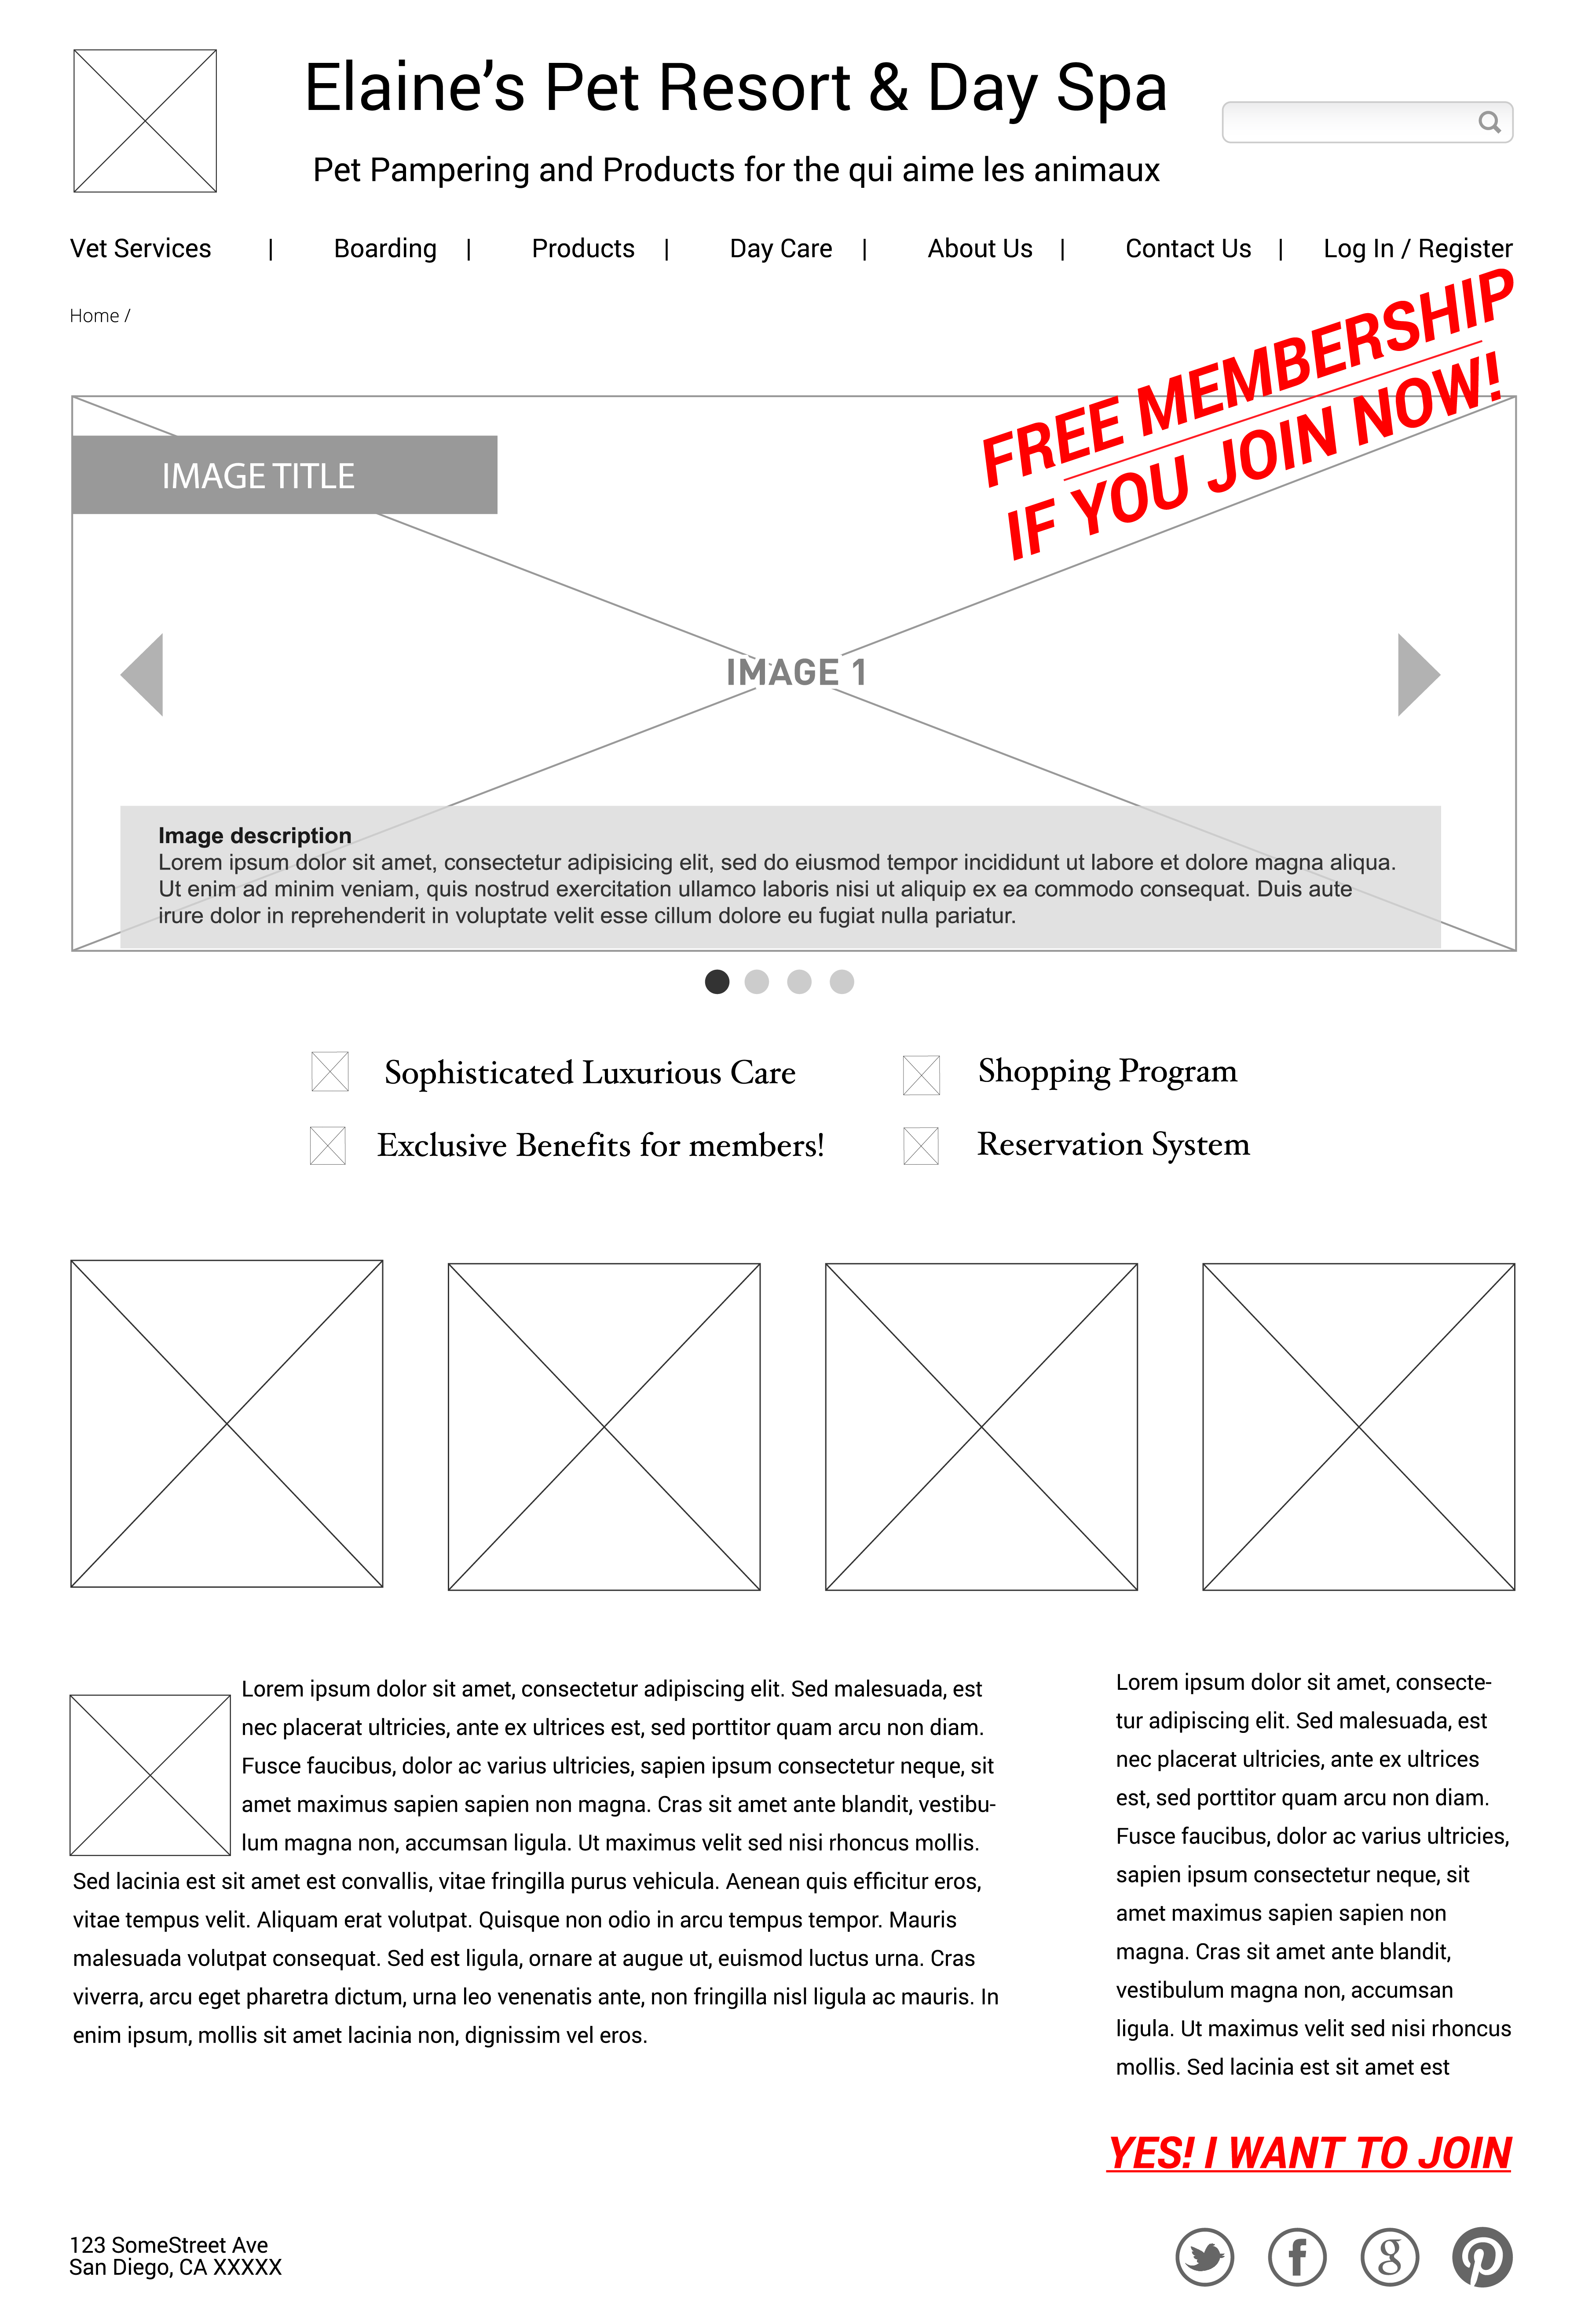 Elaine’s Pet Resort & Day Spa
Pet Pampering and Products for the qui aime les animaux
Vet Services | Boarding | Products | Day Care | About Us | Contact Us | Log In / Register
Home /
FREE MEMBERSHIP
IF YOU JOIN NOW!
IMAGE TITLE
IMAGE 1
Image description
Lorem ipsum dolor sit amet, consectetur adipisicing elit, sed do eiusmod tempor incididunt ut labore et dolore magna aliqua.
Ut enim ad minim veniam, quis nostrud exercitation ullamco laboris nisi ut aliquip ex ea commodo consequat. Duis aute
irure dolor in reprehenderit in voluptate velit esse cillum dolore eu fugiat nulla pariatur.
Sophisticated Luxurious Care
Shopping Program
Exclusive Benefits for members!
Reservation System
Lorem ipsum dolor sit amet, consectetur adipiscing elit. Sed malesuada, est
nec placerat ultricies, ante ex ultrices est, sed porttitor quam arcu non diam.
Fusce faucibus, dolor ac varius ultricies, sapien ipsum consectetur neque, sit
amet maximus sapien sapien non magna. Cras sit amet ante blandit, vestibu-
lum magna non, accumsan ligula. Ut maximus velit sed nisi rhoncus mollis.
Sed lacinia est sit amet est convallis, vitae fringilla purus vehicula. Aenean quis efficitur eros,
vitae tempus velit. Aliquam erat volutpat. Quisque non odio in arcu tempus tempor. Mauris
malesuada volutpat consequat. Sed est ligula, ornare at augue ut, euismod luctus urna. Cras
viverra, arcu eget pharetra dictum, urna leo venenatis ante, non fringilla nisl ligula ac mauris. In
enim ipsum, mollis sit amet lacinia non, dignissim vel eros.
Lorem ipsum dolor sit amet, consecte-
tur adipiscing elit. Sed malesuada, est
nec placerat ultricies, ante ex ultrices
est, sed porttitor quam arcu non diam.
Fusce faucibus, dolor ac varius ultricies,
sapien ipsum consectetur neque, sit
amet maximus sapien sapien non
magna. Cras sit amet ante blandit,
vestibulum magna non, accumsan
ligula. Ut maximus velit sed nisi rhoncus
mollis. Sed lacinia est sit amet est
YES! I WANT TO JOIN
123 SomeStreet Ave
San Diego, CA XXXXX